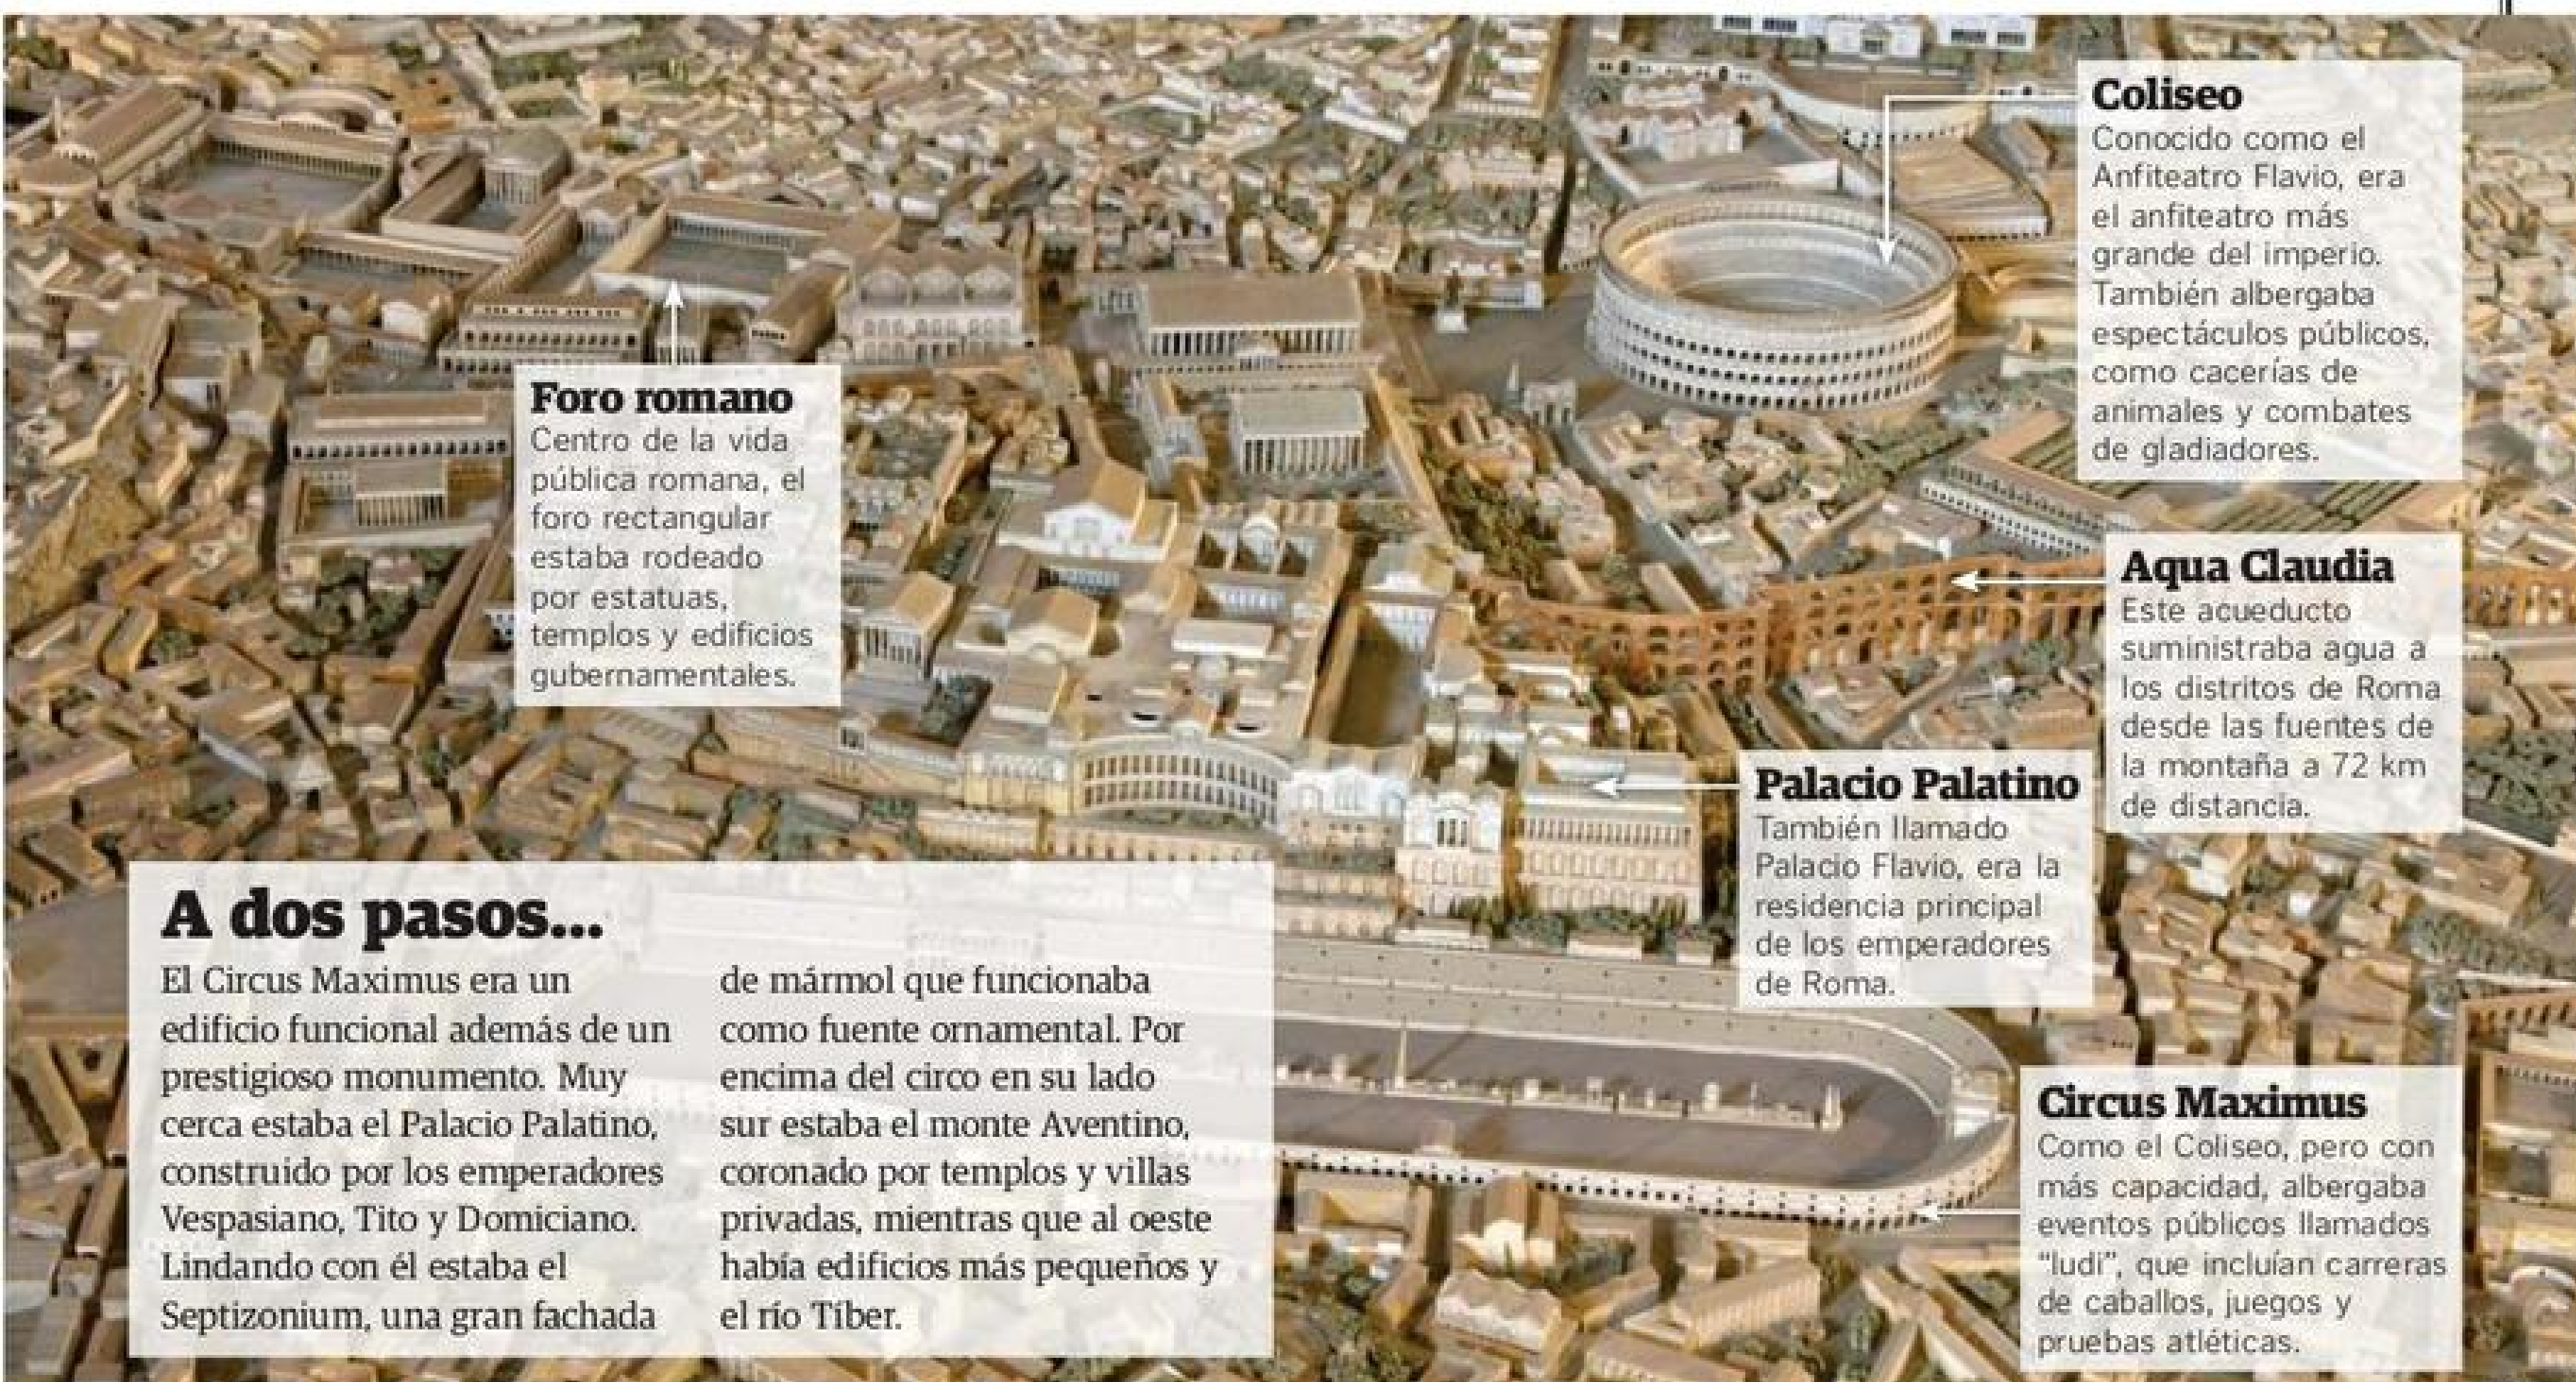 Coliseo
Conocido como el
Anfiteatro Flavio, era
el anfiteatro más
grande del imperio.
También albergaba
espectáculos públicos,
como cacerías de
animales y combates
de gladiadores.
Foro romano
Centro de la vida
pública romana, el
foro rectangular
estaba rodeado
por estatuas,
templos y edificios
gubernamentales.
Aqua Claudia
Este acueducto
suministraba agua a
los distritos de Roma
desde las fuentes de
la montaña a 72 km
de distancia.
Palacio Palatino
También llamado
Palacio Flavio, era la
residencia principal
de los emperadores
de Roma.
A dos pasos...
El Circus Maximus era un
edificio funcional además de un
prestigioso monumento. Muy
cerca estaba el Palacio Palatino,
construido por los emperadores
Vespasiano, Tito y Domiciano.
Lindando con él estaba el
Septizonium, una gran fachada
de mármol que funcionaba
como fuente ornamental. Por
encima del circo en su lado
sur estaba el monte Aventino,
coronado por templos y villas
privadas, mientras que al oeste
había edificios más pequeños y
el río Tíber.
Circus Maximus
Como el Coliseo, pero con
más capacidad, albergaba
eventos públicos llamados
"ludi", que incluían carreras
de caballos, juegos y
pruebas atléticas.